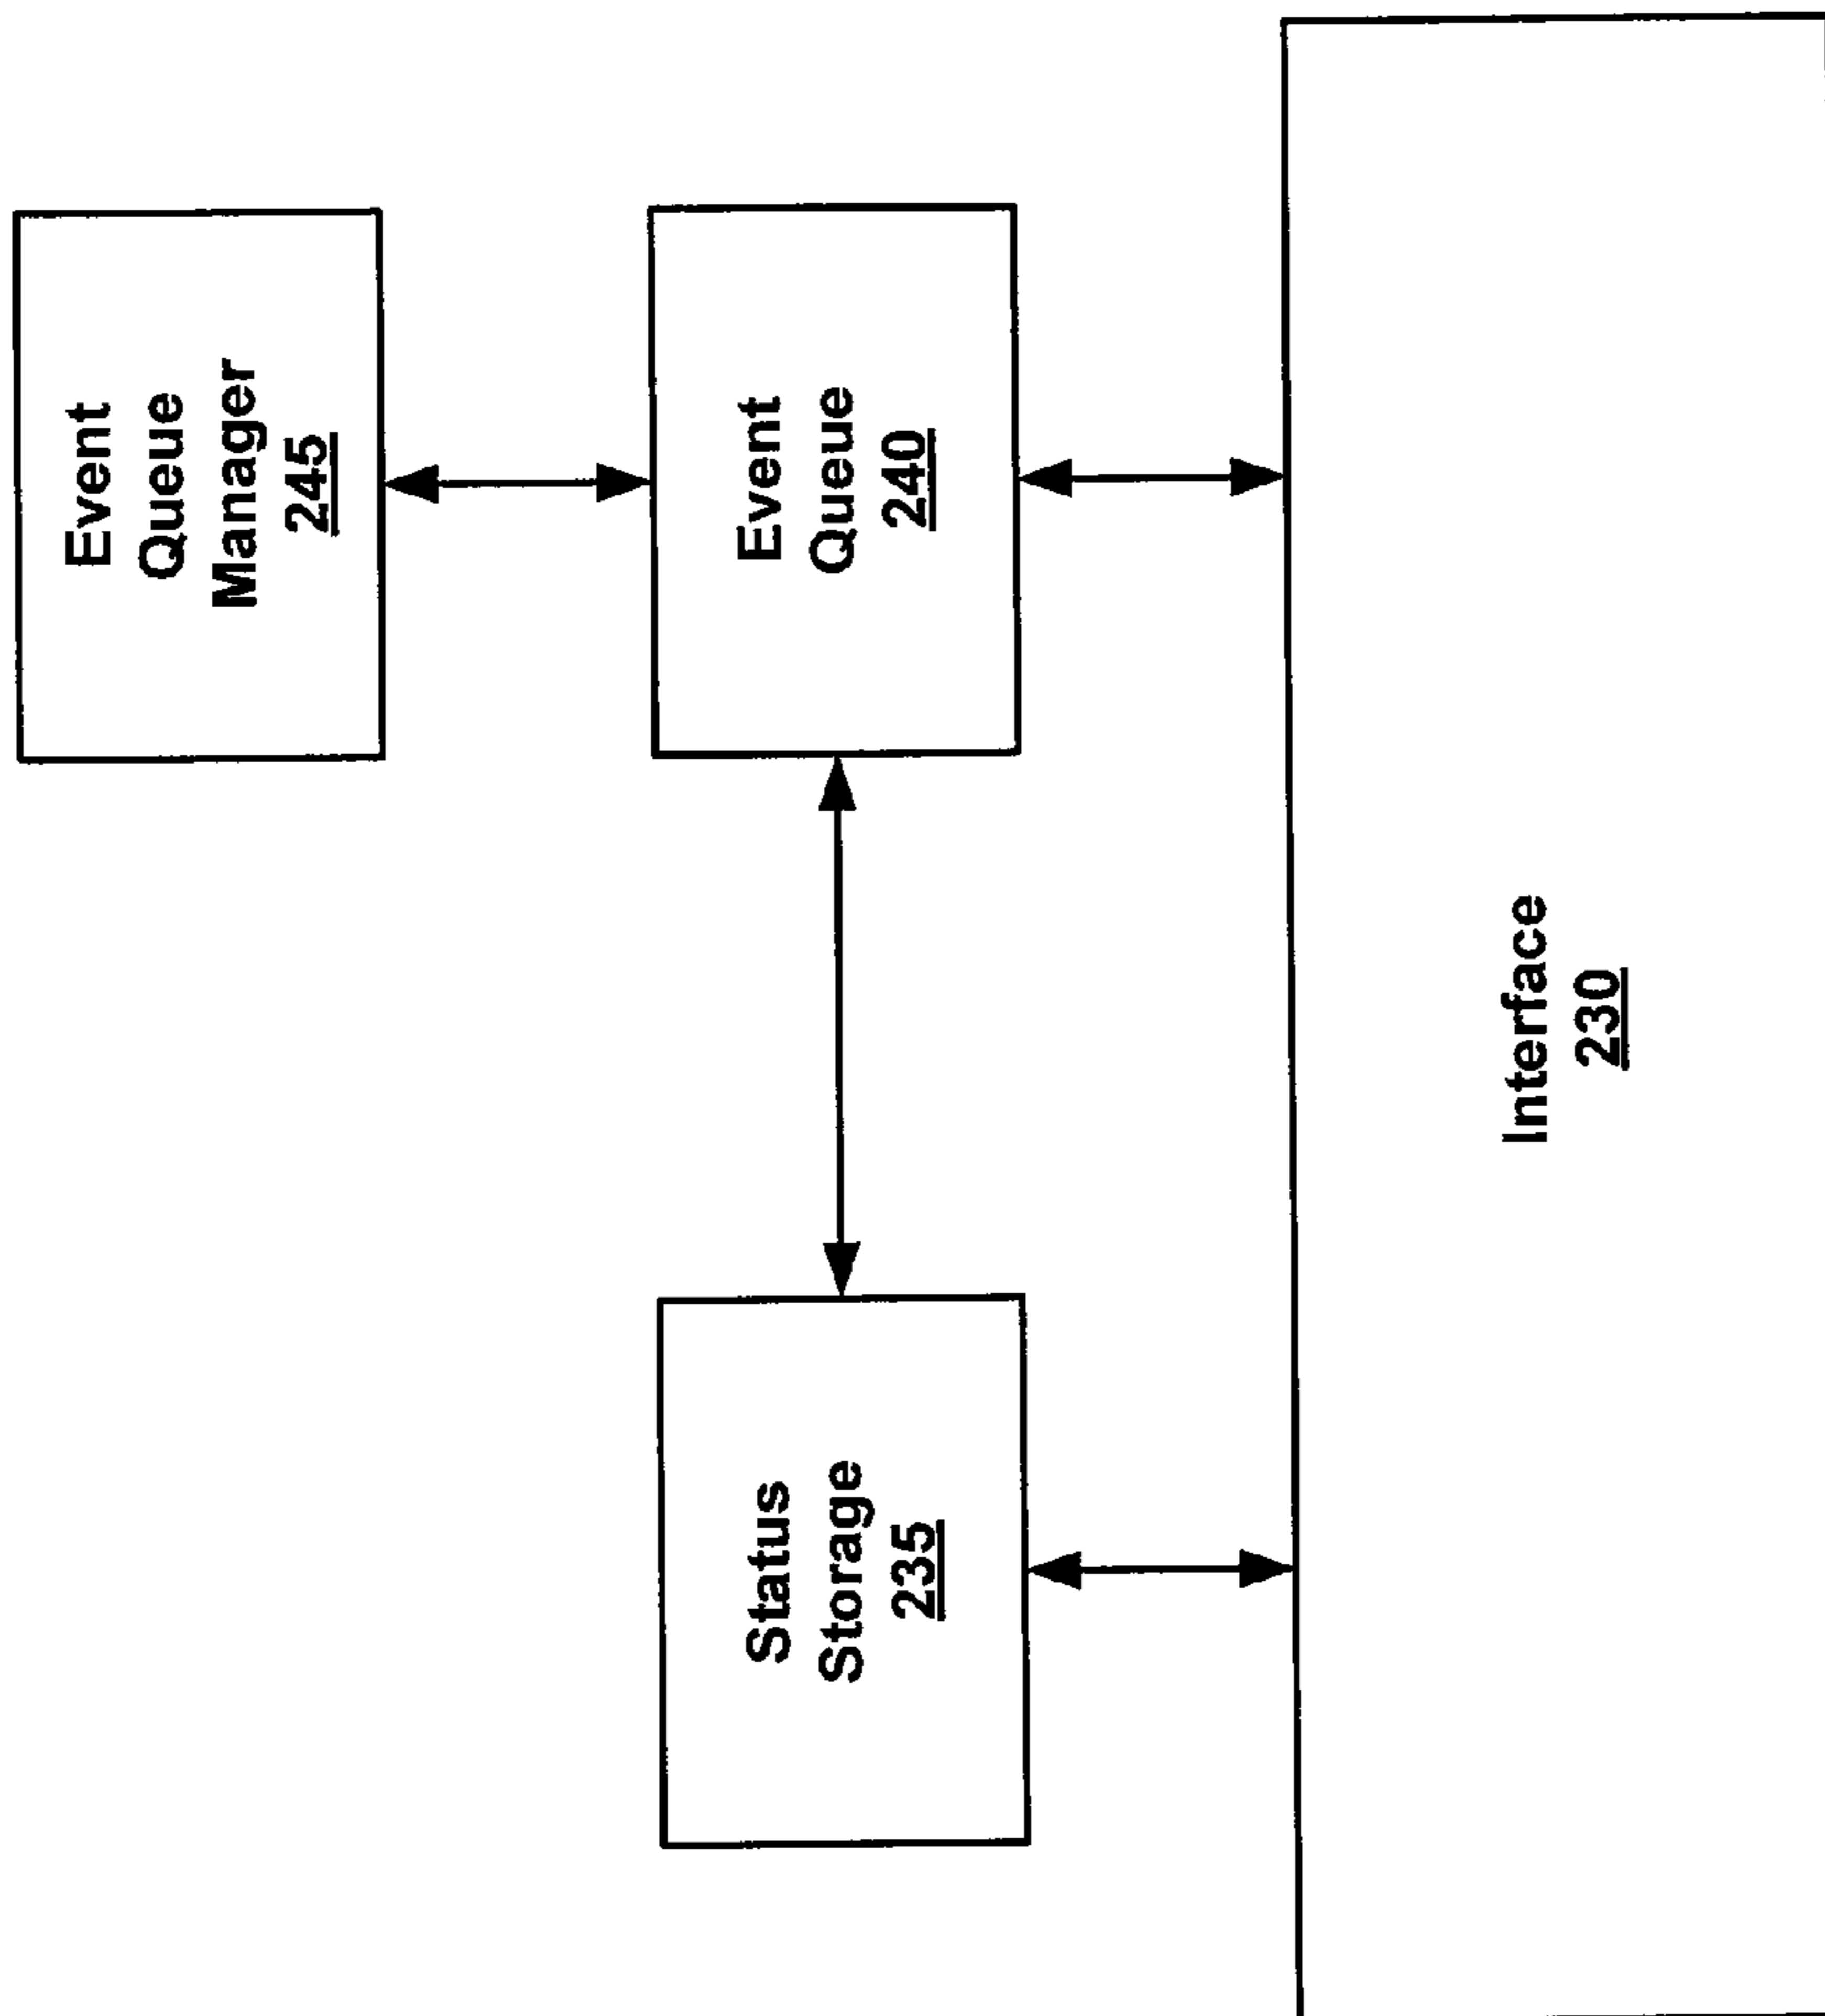 Event
Queue
Manager
245
Event
Queue
240
Status
Storage
235
Interface
230